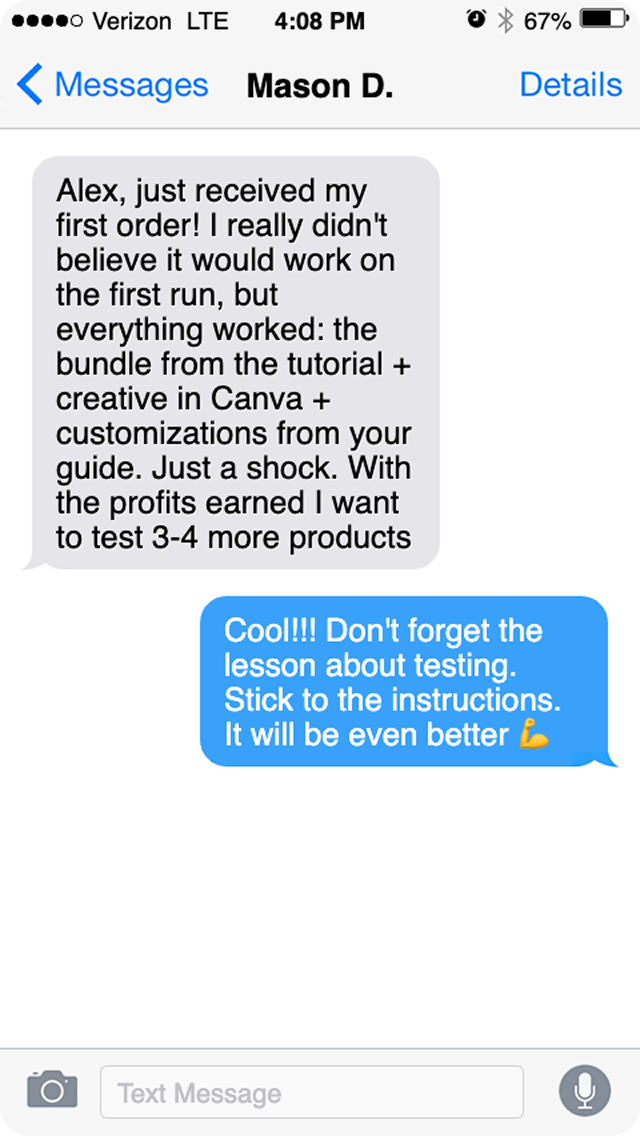 Verizon LTE 4:08 PM 67%
Messages Mason D. Details
Alex, just received my
first order! I really didn't
believe it would work on
the first run, but
everything worked: the
bundle from the tutorial +
creative in Canva +
customizations from your
guide. Just a shock. With
the profits earned I want
to test 3-4 more products
Cool!!! Don't forget the
lesson about testing.
Stick to the instructions.
It will be even better 💪
Text Message